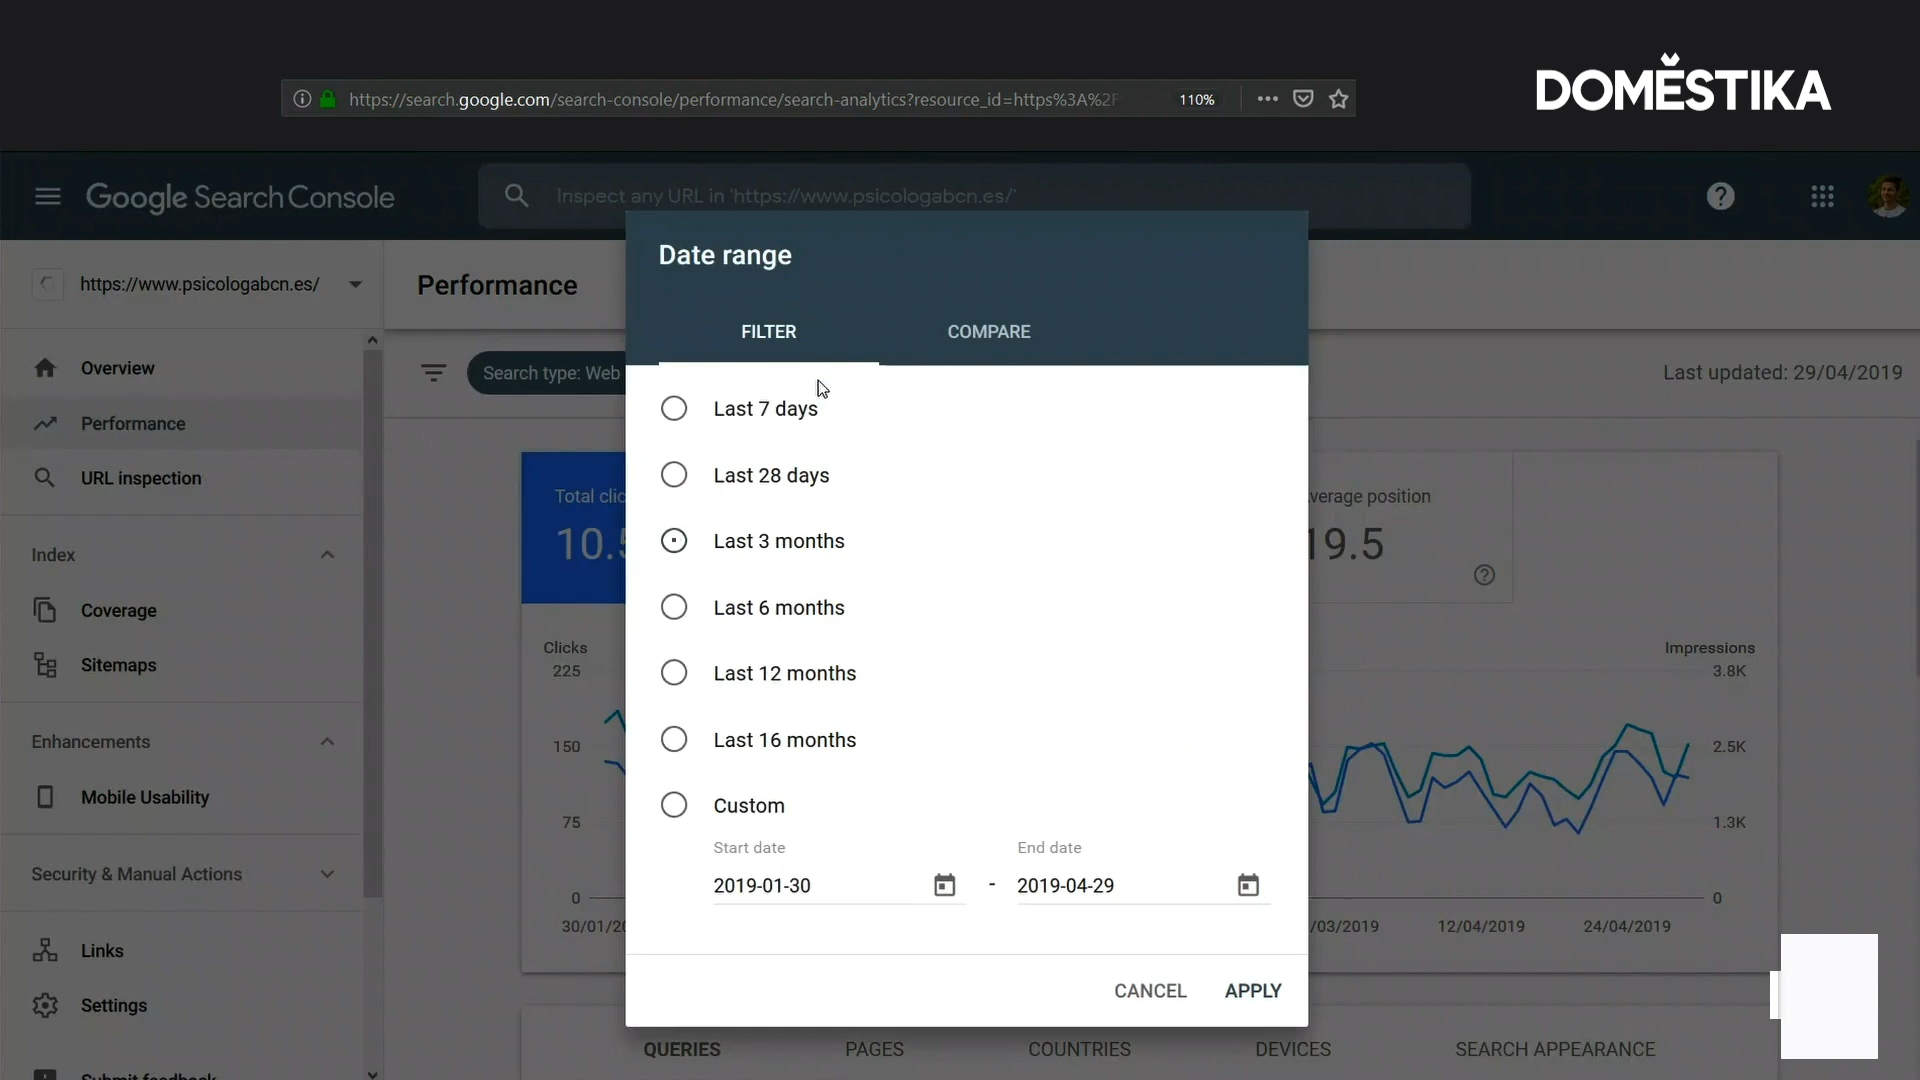 DOMĚSTIKA
https://search.google.com/search-console/performance/search-analytics?resource_id=https%3A%2F
110%
Google Search Console
Inspect any URL in 'https://www.psicologabcn.es/'
https://www.psicologabcn.es/
Overview
Performance
URL inspection
Index
Coverage
Sitemaps
Enhancements
Mobile Usability
Security & Manual Actions
Links
Settings
Submit feedback
Performance
Search type: Web
Last updated: 29/04/2019
Date range
FILTER
COMPARE
Last 7 days
Last 28 days
Last 3 months
Last 6 months
Last 12 months
Last 16 months
Custom
Start date
End date
2019-01-30
-
2019-04-29
CANCEL
APPLY
Total clic
10.5
verage position
19.5
Clicks
225
150
75
0
Impressions
3.8K
2.5K
1.3K
0
30/01/20
/03/2019
12/04/2019
24/04/2019
QUERIES
PAGES
COUNTRIES
DEVICES
SEARCH APPEARANCE